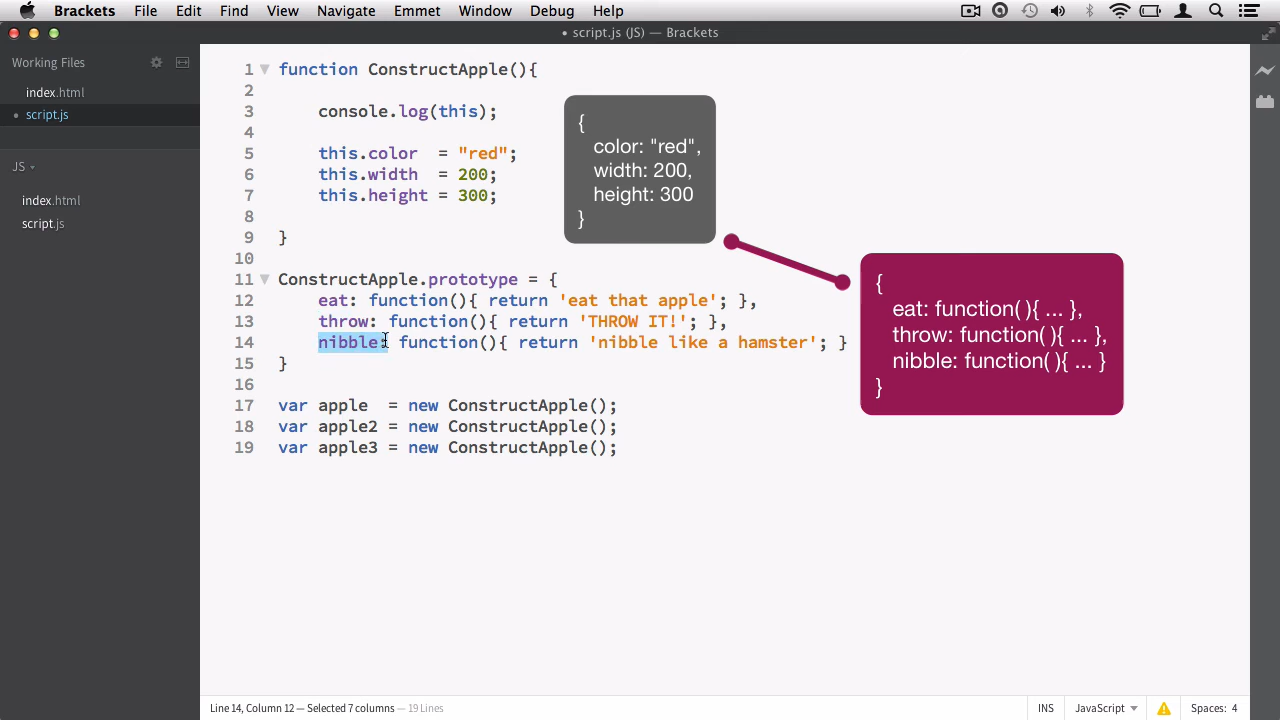 Brackets File Edit Find View Navigate Emmet Window Debug Help
• script.js (JS) — Brackets
Working Files
index.html
• script.js
JS
index.html
script.js
1 function ConstructApple(){
2
3 console.log(this);
4
5 this.color = "red";
6 this.width = 200;
7 this.height = 300;
8
9 }
10
11 ConstructApple.prototype = {
12 eat: function(){ return 'eat that apple'; },
13 throw: function(){ return 'THROW IT!'; },
14 nibble: function(){ return 'nibble like a hamster'; }
15 }
16
17 var apple = new ConstructApple();
18 var apple2 = new ConstructApple();
19 var apple3 = new ConstructApple();
{
color: "red",
width: 200,
height: 300
}
{
eat: function( ){ ... },
throw: function( ){ ... },
nibble: function( ){ ... }
}
Line 14, Column 12 — Selected 7 columns — 19 Lines
INS JavaScript Spaces: 4